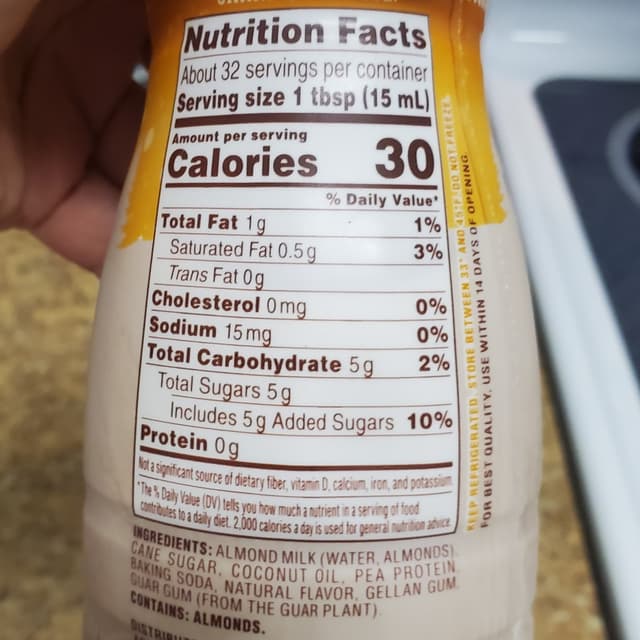 Nutrition Facts
About 32 servings per container
Serving size 1 tbsp (15 mL)
Amount per serving
Calories 30
% Daily Value*
Total Fat 1g 1%
Saturated Fat 0.5g 3%
Trans Fat 0g
Cholesterol 0mg 0%
Sodium 15mg 0%
Total Carbohydrate 5g 2%
Total Sugars 5g
Includes 5g Added Sugars 10%
Protein 0g
Not a significant source of dietary fiber, vitamin D, calcium, iron, and potassium
*The % Daily Value (DV) tells you how much a nutrient in a serving of food
contributes to a daily diet. 2,000 calories a day is used for general nutrition advice.
INGREDIENTS: ALMOND MILK (WATER, ALMONDS),
CANE SUGAR, COCONUT OIL, PEA PROTEIN,
BAKING SODA, NATURAL FLAVOR, GELLAN GUM,
GUAR GUM (FROM THE GUAR PLANT).
CONTAINS: ALMONDS.
KEEP REFRIGERATED. STORE BETWEEN 33° AND 45°F/DO NOT FREEZE.
FOR BEST QUALITY, USE WITHIN 14 DAYS OF OPENING.